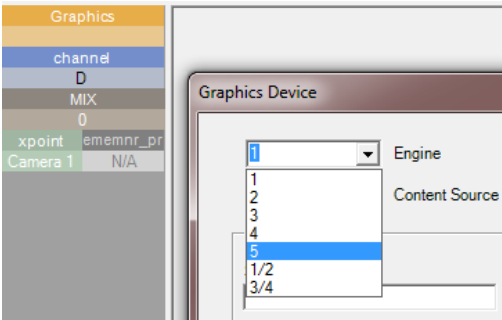 Graphics
channel
D
MIX
0
xpoint ememnr_pr
Camera 1 N/A
Graphics Device
1 Engine
1
2 Content Source
3
4
5
1/2
3/4